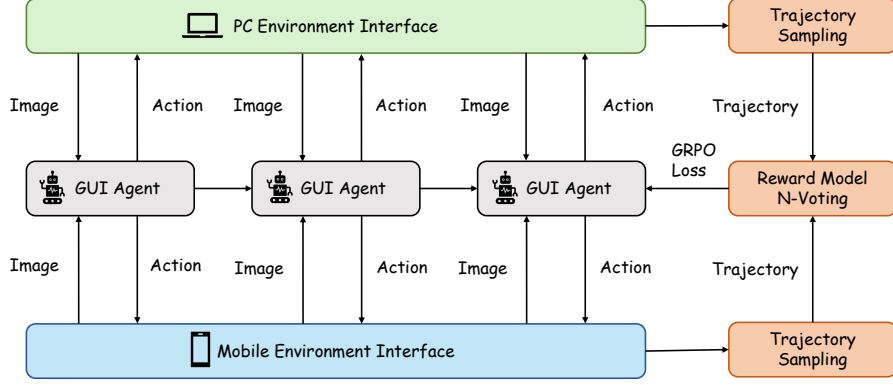 PC Environment Interface
Trajectory
Sampling
Image
Action
Image
Action
Image
Action
Trajectory
GUI Agent
GUI Agent
GUI Agent
GRPO
Loss
Reward Model
N-Voting
Image
Action
Image
Action
Image
Action
Trajectory
Mobile Environment Interface
Trajectory
Sampling